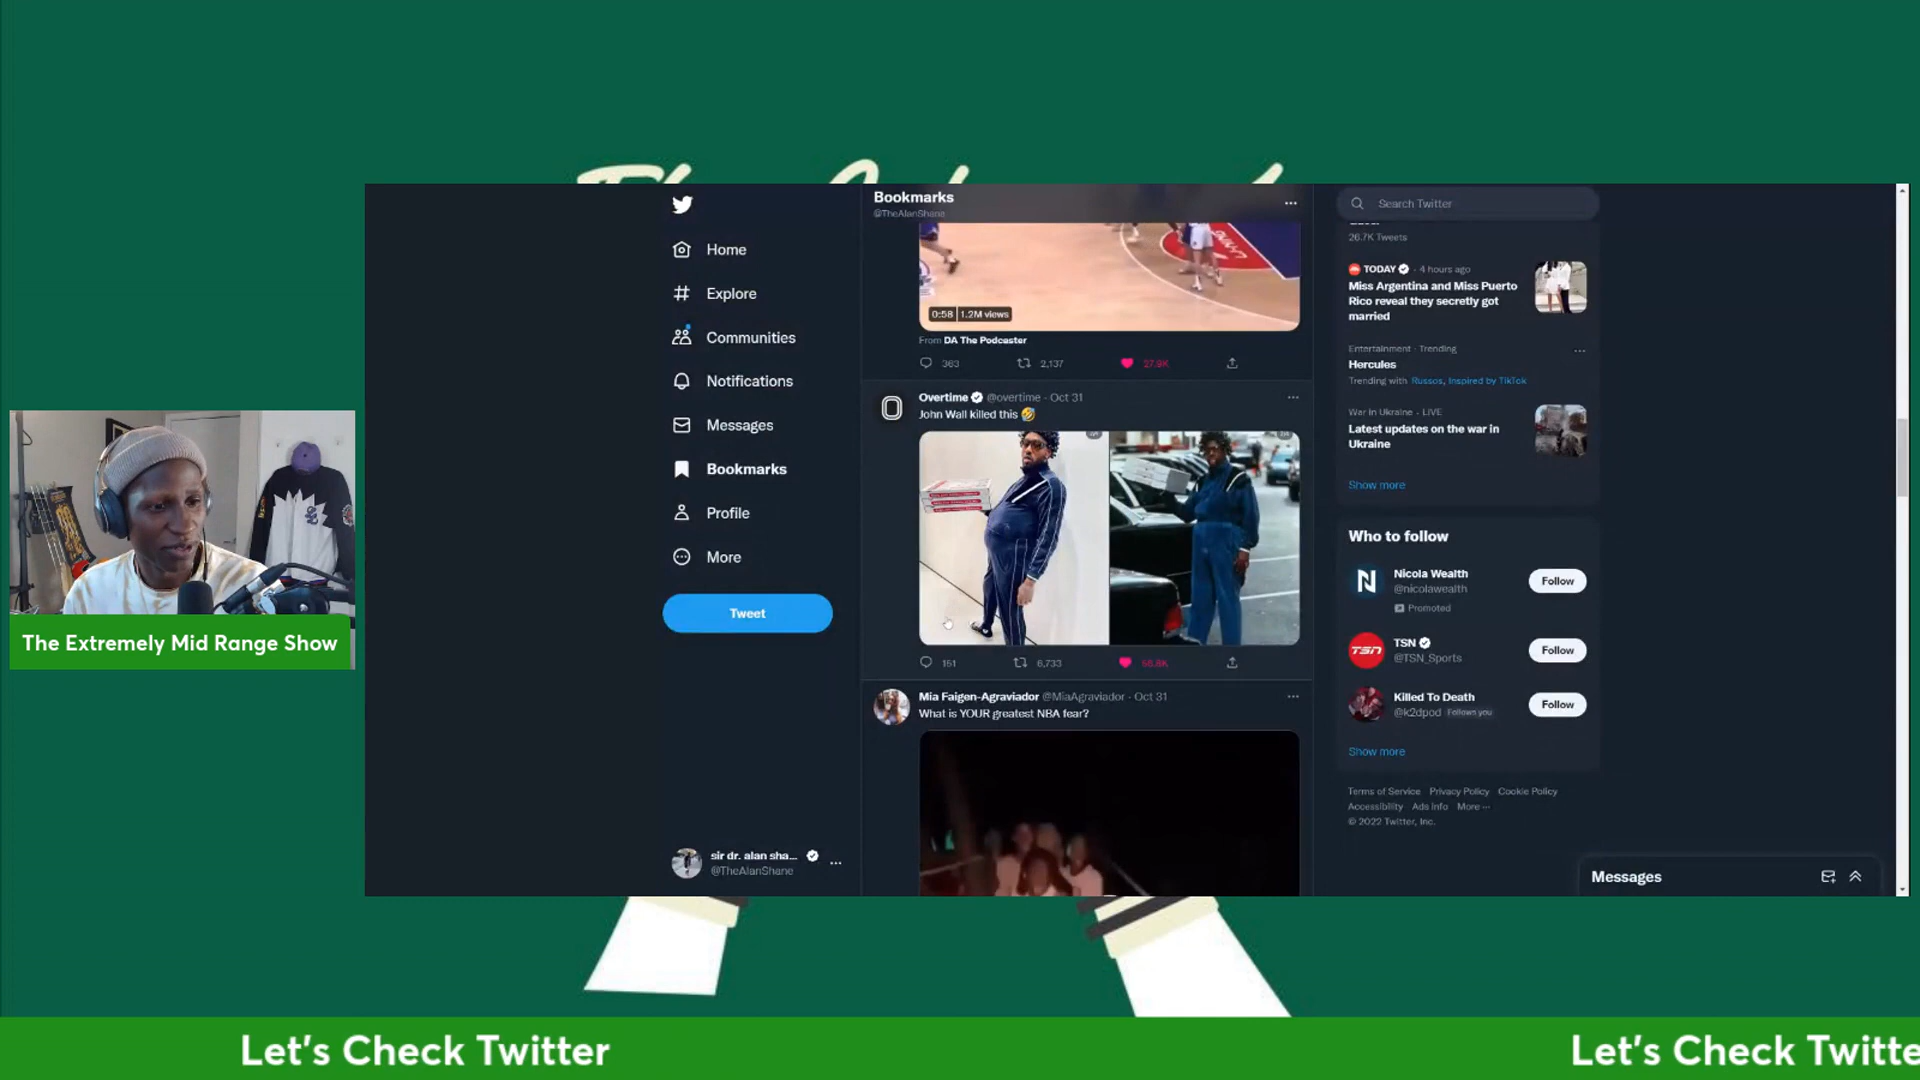 Bookmarks
@TheAlanShane
Search Twitter
Home
Explore
Communities
Notifications
Messages
Bookmarks
Profile
More
Tweet
sir dr. alan sha...
@TheAlanShane
0:58 1.2M views
From DA The Podcaster
363 2,137 27.9K
Overtime @overtime · Oct 31
John Wall killed this 🤣
151 6,733
Mia Faigen-Agraviador @MiaAgraviador · Oct 31
What is YOUR greatest NBA fear?
26.7K Tweets
TODAY · 4 hours ago
Miss Argentina and Miss Puerto
Rico reveal they secretly got
married
Entertainment · Trending
Hercules
Trending with Russos, Inspired by TikTok
War in Ukraine · LIVE
Latest updates on the war in
Ukraine
Show more
Who to follow
Nicola Wealth
@nicolawealth
Promoted
Follow
TSN
@TSN_Sports
Follow
Killed To Death
@k2dpod Follows you
Follow
Show more
Terms of Service Privacy Policy Cookie Policy
Accessibility Ads info More ···
© 2022 Twitter, Inc.
Messages
The Extremely Mid Range Show
Let's Check Twitter
Let's Check Twitte